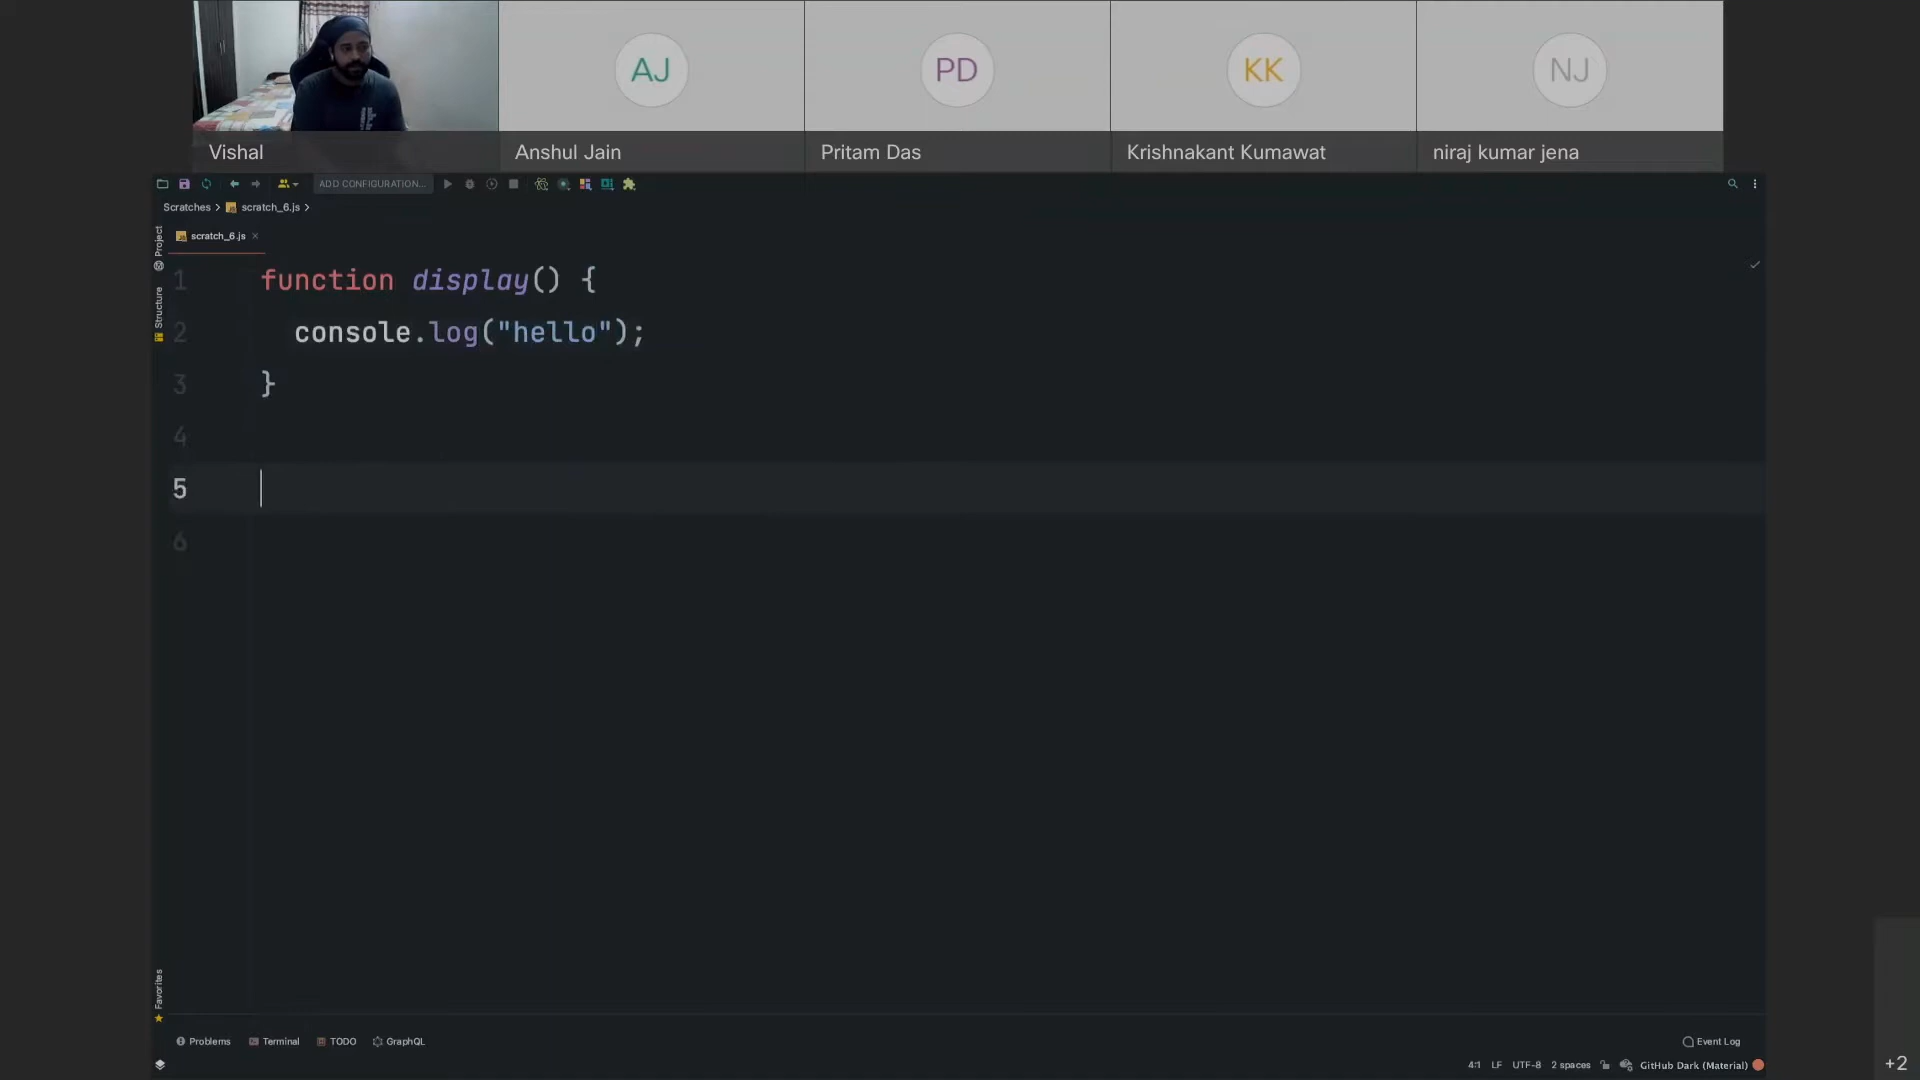 AJ
PD
KK
NJ
Vishal
Anshul Jain
Pritam Das
Krishnakant Kumawat
niraj kumar jena
ADD CONFIGURATION...
Scratches > scratch_6.js >
scratch_6.js ×
Project
Structure
1 function display() {
2 console.log("hello");
3 }
4
5
6
Favorites
Problems Terminal TODO GraphQL
Event Log
4:1 LF UTF-8 2 spaces GitHub Dark (Material)
+2